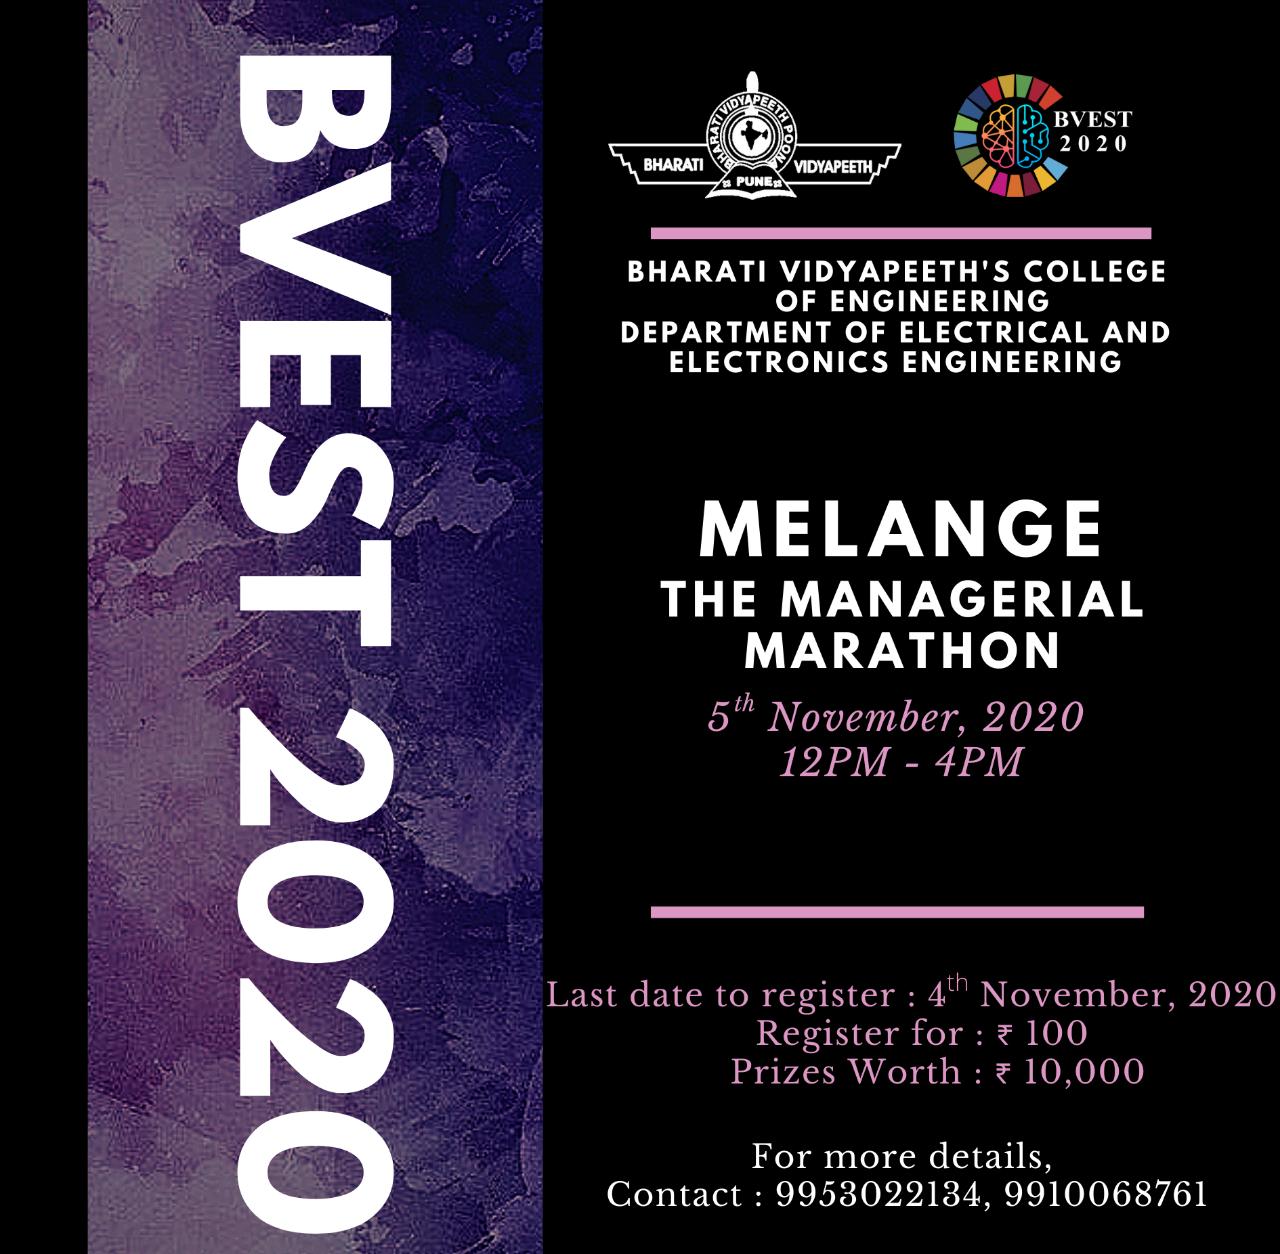 BVEST 2020
BHARATI VIDYAPEETH POONA
BHARATI VIDYAPEETH
PUNE
BVEST
2020
BHARATI VIDYAPEETH'S COLLEGE
OF ENGINEERING
DEPARTMENT OF ELECTRICAL AND
ELECTRONICS ENGINEERING
MELANGE
THE MANAGERIAL
MARATHON
5th November, 2020
12PM - 4PM
Last date to register : 4th November, 2020
Register for : ₹ 100
Prizes Worth : ₹ 10,000
For more details,
Contact : 9953022134, 9910068761